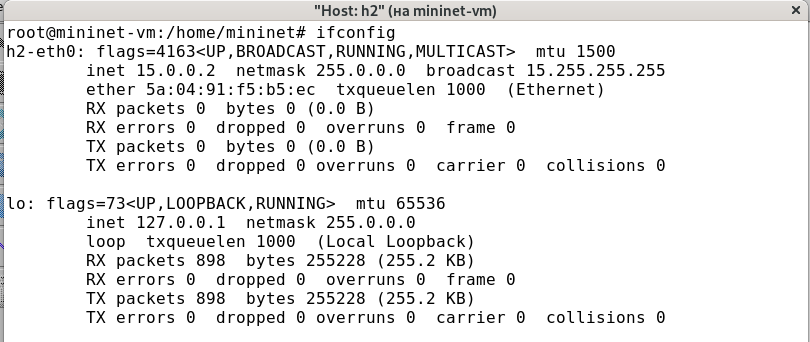 "Host: h2" (на mininet-vm)
root@mininet-vm:/home/mininet# ifconfig
h2-eth0: flags=4163<UP,BROADCAST,RUNNING,MULTICAST>  mtu 1500
        inet 15.0.0.2  netmask 255.0.0.0  broadcast 15.255.255.255
        ether 5a:04:91:f5:b5:ec  txqueuelen 1000  (Ethernet)
        RX packets 0  bytes 0 (0.0 B)
        RX errors 0  dropped 0  overruns 0  frame 0
        TX packets 0  bytes 0 (0.0 B)
        TX errors 0  dropped 0 overruns 0  carrier 0  collisions 0

lo: flags=73<UP,LOOPBACK,RUNNING>  mtu 65536
        inet 127.0.0.1  netmask 255.0.0.0
        loop  txqueuelen 1000  (Local Loopback)
        RX packets 898  bytes 255228 (255.2 KB)
        RX errors 0  dropped 0  overruns 0  frame 0
        TX packets 898  bytes 255228 (255.2 KB)
        TX errors 0  dropped 0 overruns 0  carrier 0  collisions 0